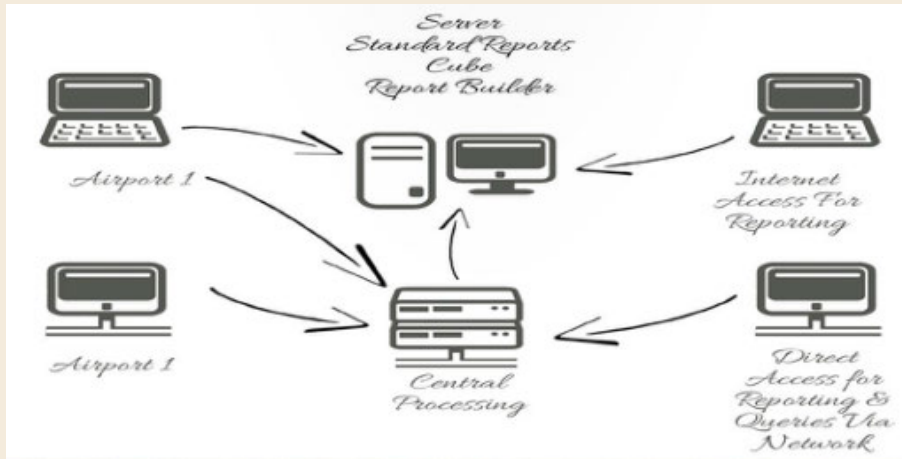 Server
Standard Reports
Cube
Report Builder
Airport 1
Internet
Access For
Reporting
Airport 1
Central
Processing
Direct
Access for
Reporting &
Queries Via
Network